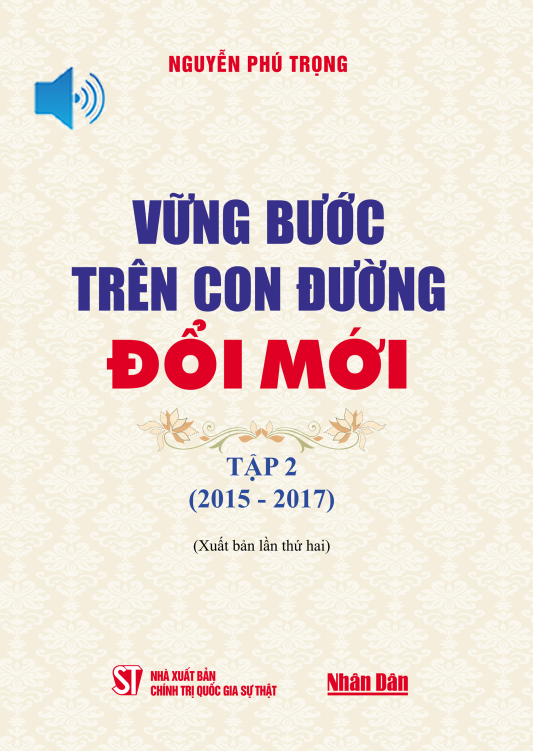 NGUYỄN PHÚ TRỌNG
VỮNG BƯỚC
TRÊN CON ĐƯỜNG
ĐỔI MỚI
TẬP 2
(2015 - 2017)
(Xuất bản lần thứ hai)
ST
NHÀ XUẤT BẢN
CHÍNH TRỊ QUỐC GIA SỰ THẬT
Nhân Dân